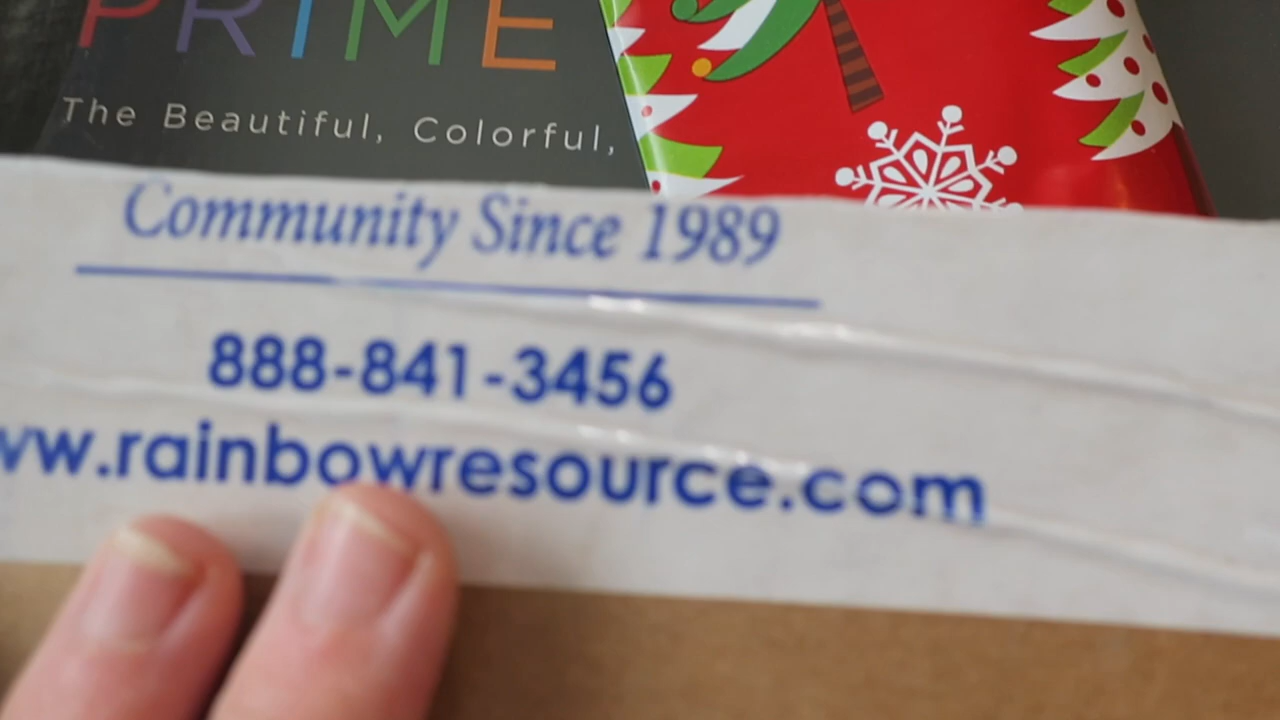 PRIME
The Beautiful, Colorful,
Community Since 1989
888-841-3456
ww.rainbowresource.com